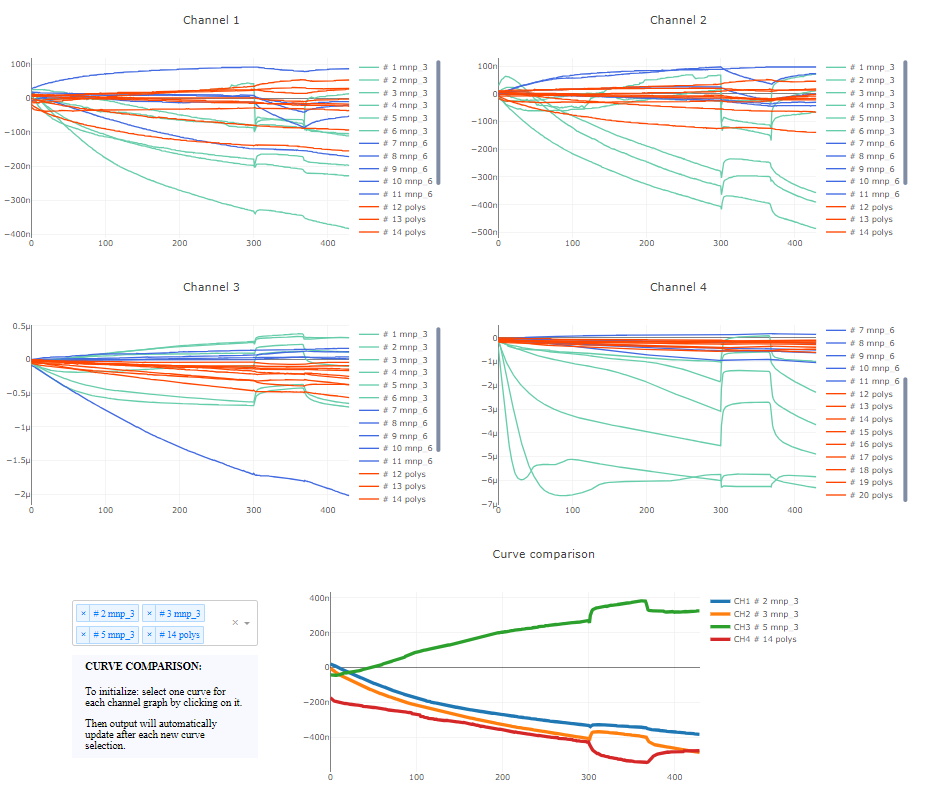 Channel 1
100n
0
−100n
−200n
−300n
−400n
0
100
200
300
400
# 1 mnp_3
# 2 mnp_3
# 3 mnp_3
# 4 mnp_3
# 5 mnp_3
# 6 mnp_3
# 7 mnp_6
# 8 mnp_6
# 9 mnp_6
# 10 mnp_6
# 11 mnp_6
# 12 polys
# 13 polys
# 14 polys
Channel 2
100n
0
−100n
−200n
−300n
−400n
−500n
0
100
200
300
400
# 1 mnp_3
# 2 mnp_3
# 3 mnp_3
# 4 mnp_3
# 5 mnp_3
# 6 mnp_3
# 7 mnp_6
# 8 mnp_6
# 9 mnp_6
# 10 mnp_6
# 11 mnp_6
# 12 polys
# 13 polys
# 14 polys
Channel 3
0.5μ
0
−0.5μ
−1μ
−1.5μ
−2μ
0
100
200
300
400
# 1 mnp_3
# 2 mnp_3
# 3 mnp_3
# 4 mnp_3
# 5 mnp_3
# 6 mnp_3
# 7 mnp_6
# 8 mnp_6
# 9 mnp_6
# 10 mnp_6
# 11 mnp_6
# 12 polys
# 13 polys
# 14 polys
Channel 4
0
−1μ
−2μ
−3μ
−4μ
−5μ
−6μ
−7μ
0
100
200
300
400
# 7 mnp_6
# 8 mnp_6
# 9 mnp_6
# 10 mnp_6
# 11 mnp_6
# 12 polys
# 13 polys
# 14 polys
# 15 polys
# 16 polys
# 17 polys
# 18 polys
# 19 polys
# 20 polys
× # 2 mnp_3 × # 3 mnp_3
× # 5 mnp_3 × # 14 polys
×
CURVE COMPARISON:
To initialize: select one curve for
each channel graph by clicking on it.
Then output will automatically
update after each new curve
selection.
Curve comparison
400n
200n
0
−200n
−400n
0
100
200
300
400
CH1 # 2 mnp_3
CH2 # 3 mnp_3
CH3 # 5 mnp_3
CH4 # 14 polys